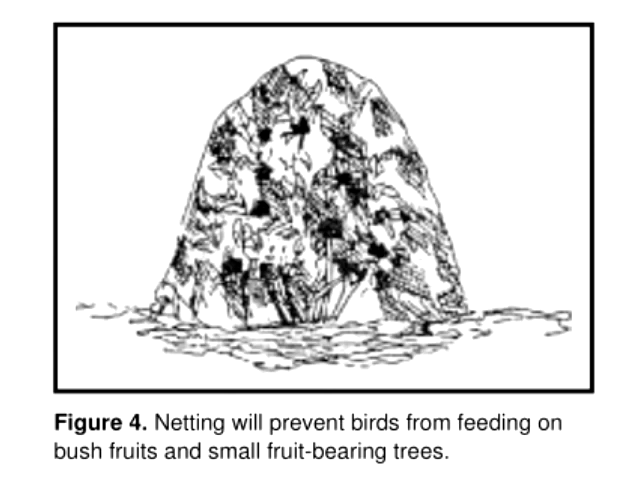 Figure 4. Netting will prevent birds from feeding on
bush fruits and small fruit-bearing trees.